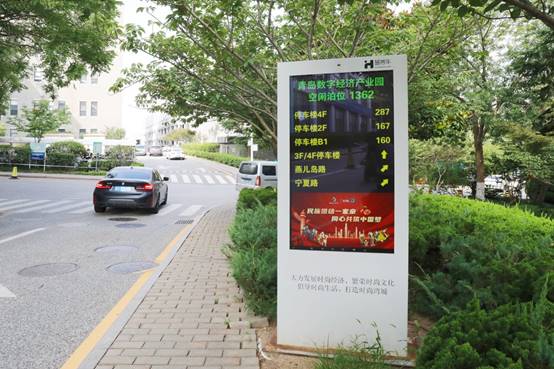 青岛数字经济产业园
空闲泊位 1362
停车楼4F 287
停车楼2F 167
停车楼B1 160
3F/4F停车楼
燕儿岛路
宁夏路
民族团结一家亲
同心共筑中国梦
大力发展时尚经济，繁荣时尚文化
倡导时尚生活，打造时尚湾城